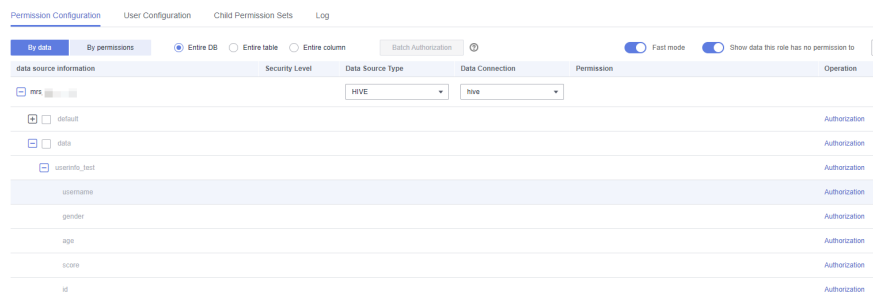 Permission Configuration User Configuration Child Permission Sets Log
By data By permissions Entire DB Entire table Entire column Batch Authorization Fast mode Show data this role has no permission to
data source information Security Level Data Source Type Data Connection Permission Operation
mrs_ HIVE hive
default Authorization
data Authorization
userinfo_test Authorization
username Authorization
gender Authorization
age Authorization
score Authorization
id Authorization